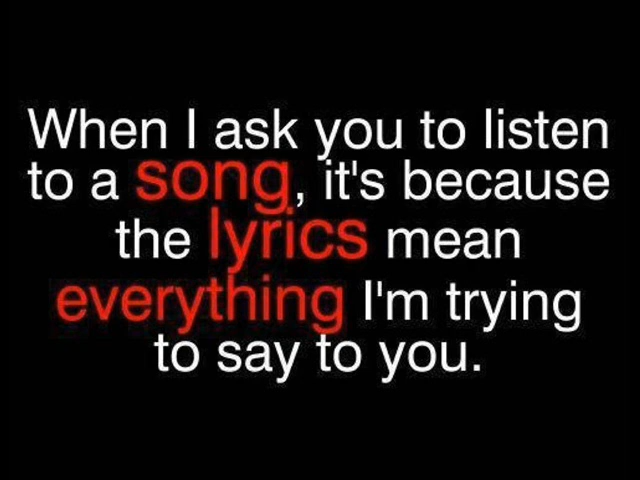 When I ask you to listen
to a song, it's because
the lyrics mean
everything I'm trying
to say to you.